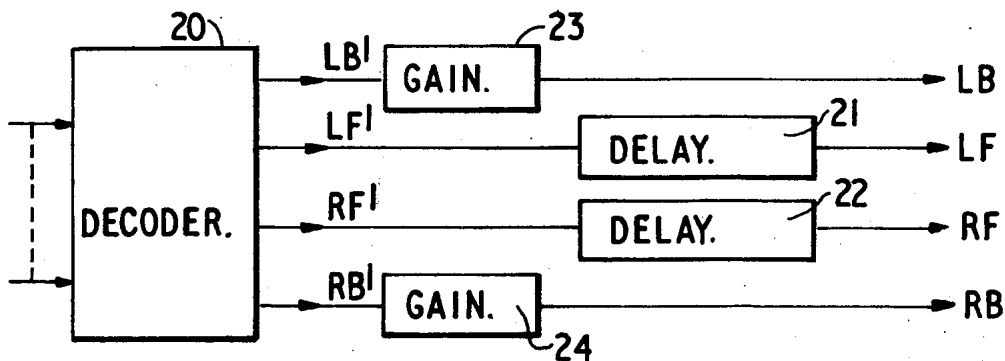 20
23
LB' GAIN. LB
21
LF' DELAY. LF
22
DECODER. RF' DELAY. RF
RB' GAIN. RB
24